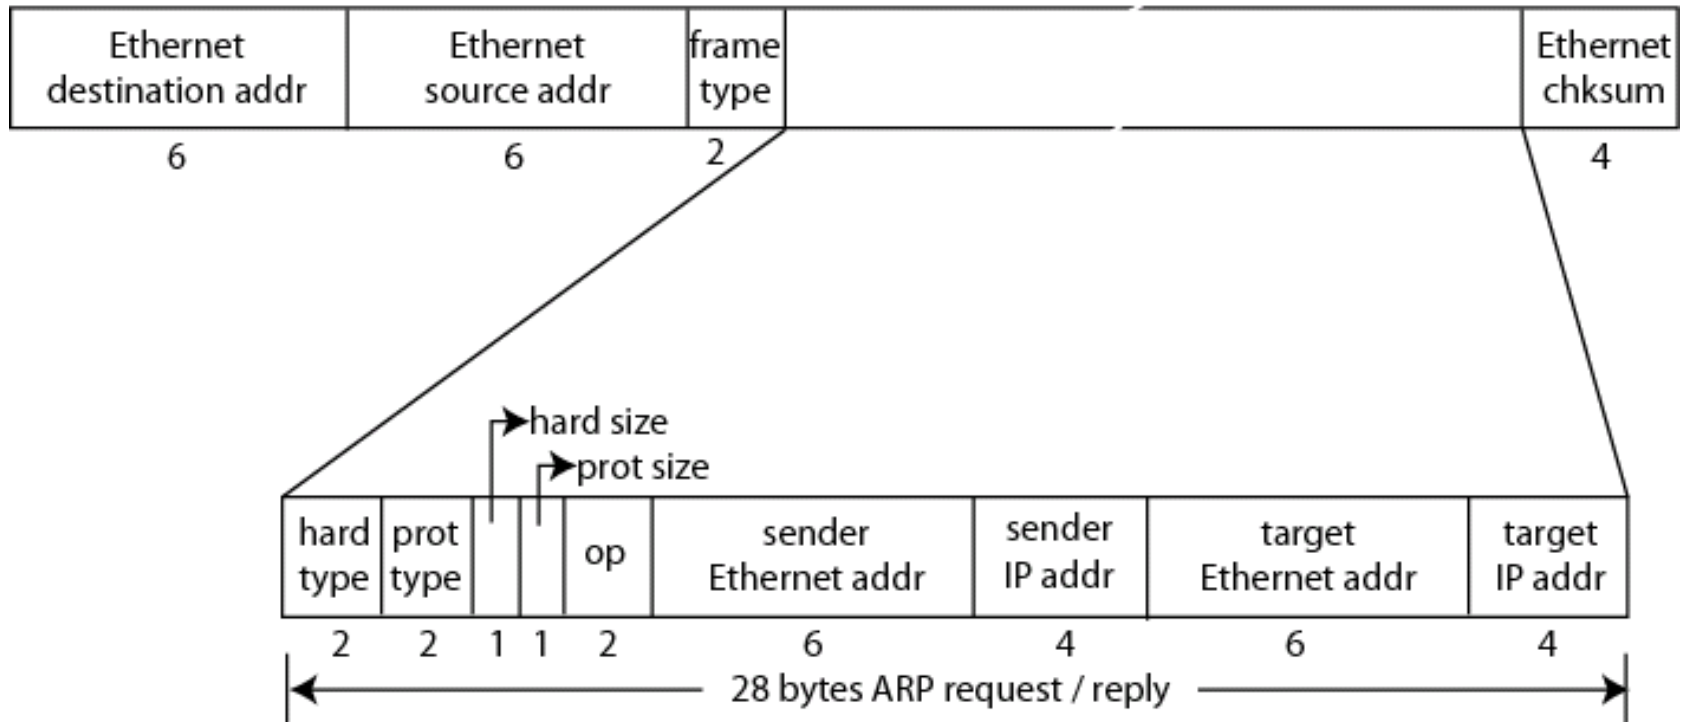 Ethernet
destination addr
Ethernet
source addr
frame
type
Ethernet
chksum
6
6
2
4
hard size
prot size
hard
type
prot
type
op
sender
Ethernet addr
sender
IP addr
target
Ethernet addr
target
IP addr
2
2
1
1
2
6
4
6
4
28 bytes ARP request / reply